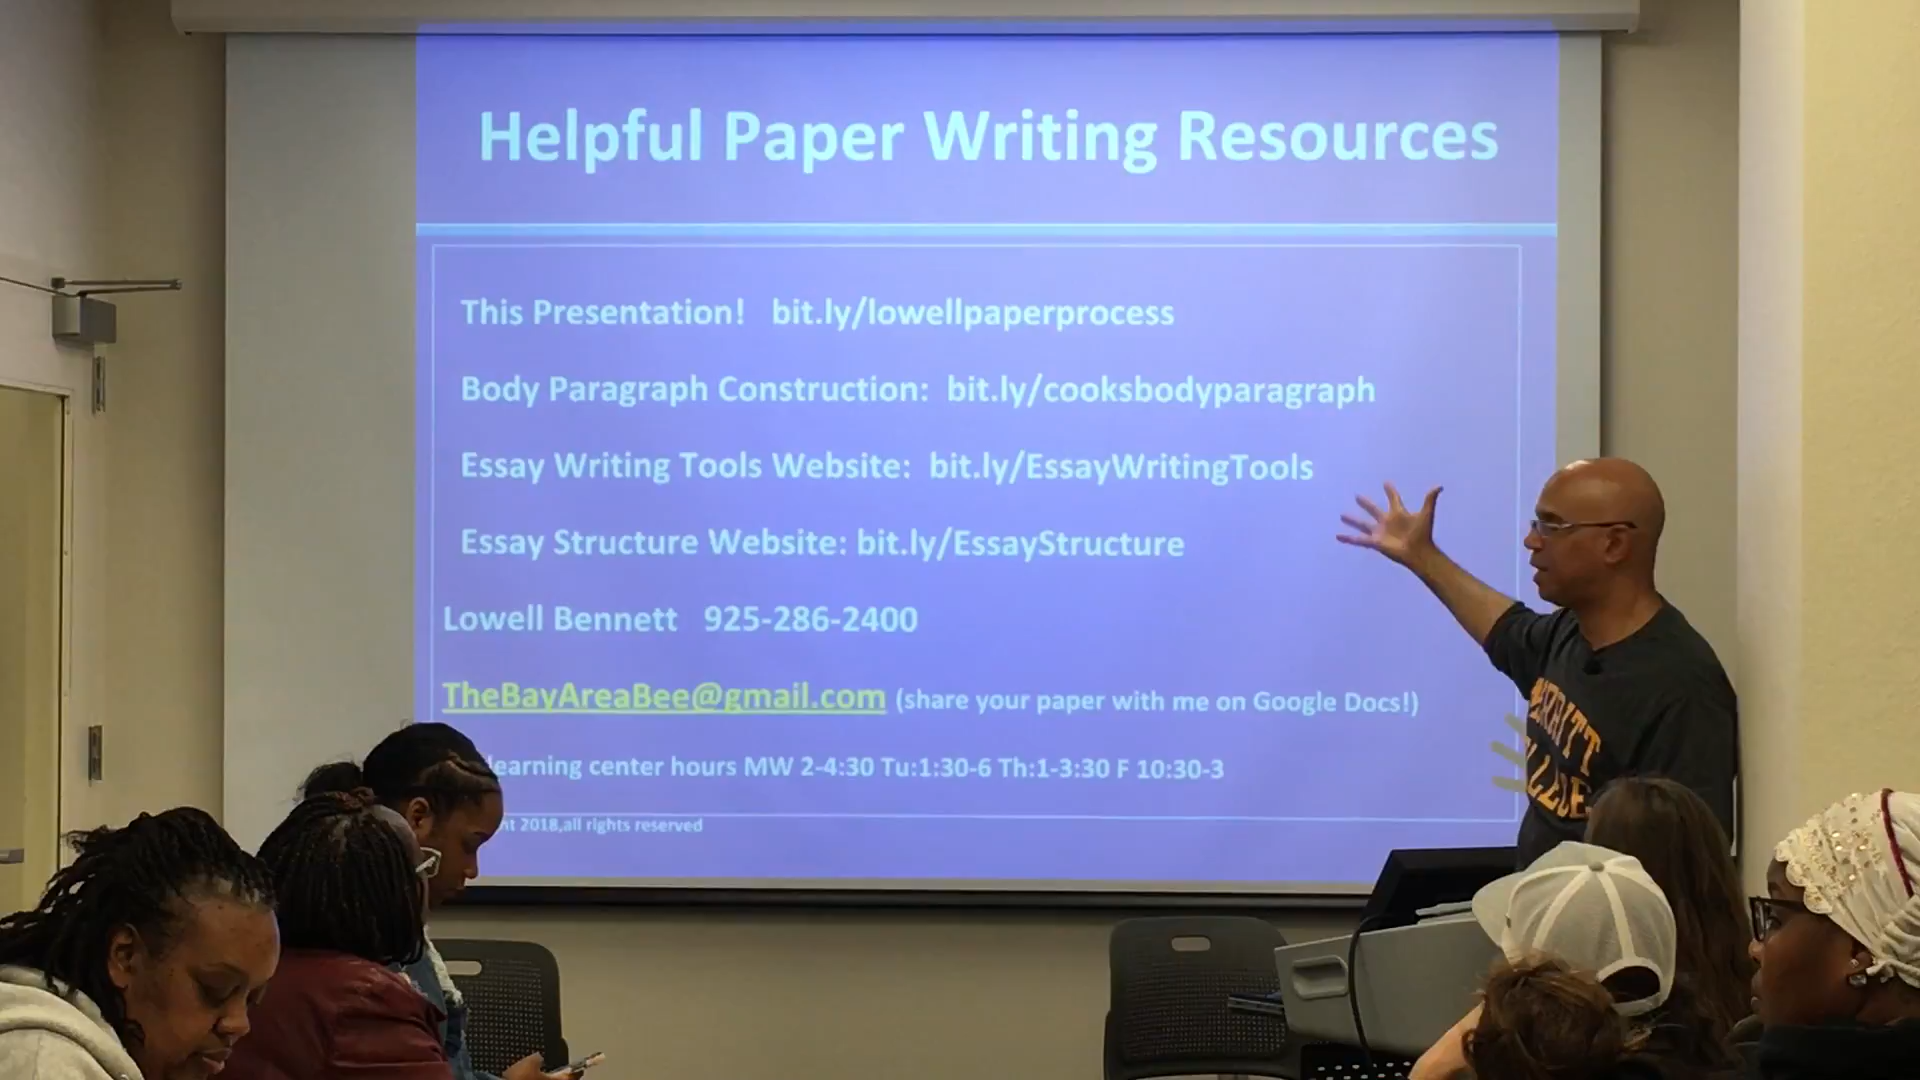 Helpful Paper Writing Resources
This Presentation! bit.ly/lowellpaperprocess
Body Paragraph Construction: bit.ly/cooksbodyparagraph
Essay Writing Tools Website: bit.ly/EssayWritingTools
Essay Structure Website: bit.ly/EssayStructure
Lowell Bennett 925-286-2400
TheBayAreaBee@gmail.com (share your paper with me on Google Docs!)
learning center hours MW 2-4:30 Tu:1:30-6 Th:1-3:30 F 10:30-3
2018,all rights reserved